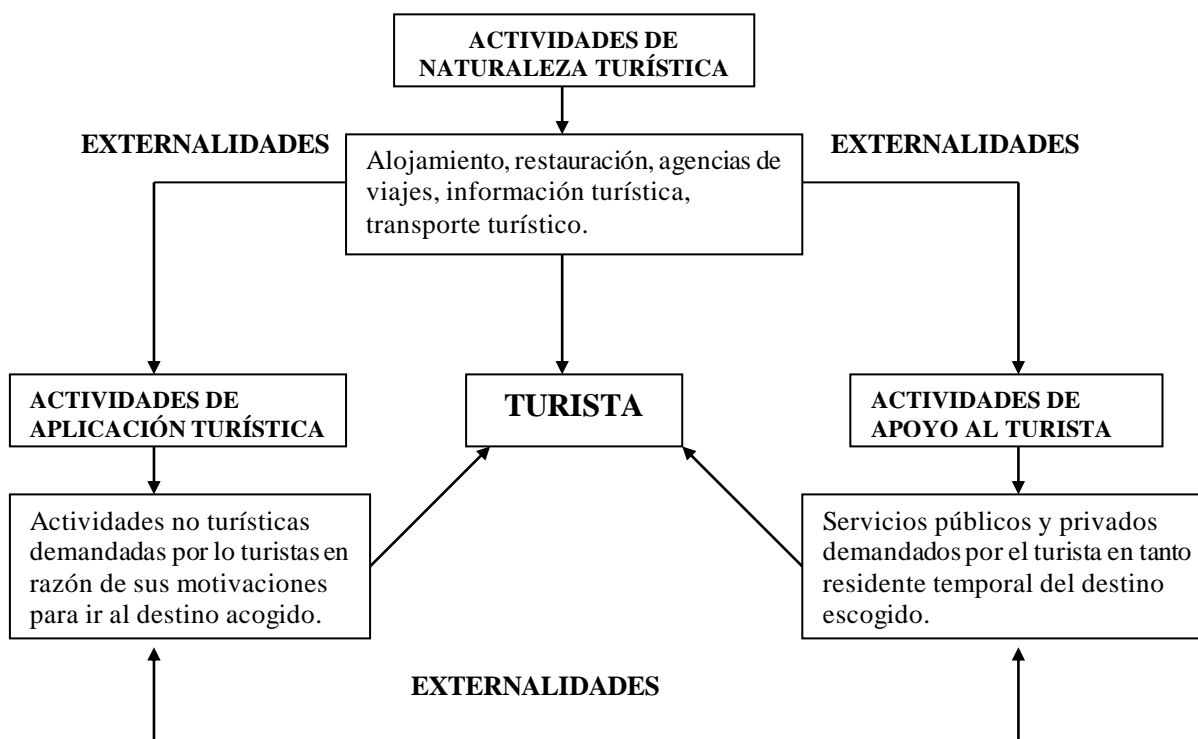 ACTIVIDADES DE
NATURALEZA TURÍSTICA
EXTERNALIDADES
EXTERNALIDADES
Alojamiento, restauración, agencias de
viajes, información turística,
transporte turístico.
ACTIVIDADES DE
APLICACIÓN TURÍSTICA
TURISTA
ACTIVIDADES DE
APOYO AL TURISTA
Actividades no turísticas
demandadas por lo turistas en
razón de sus motivaciones
para ir al destino acogido.
Servicios públicos y privados
demandados por el turista en tanto
residente temporal del destino
escogido.
EXTERNALIDADES